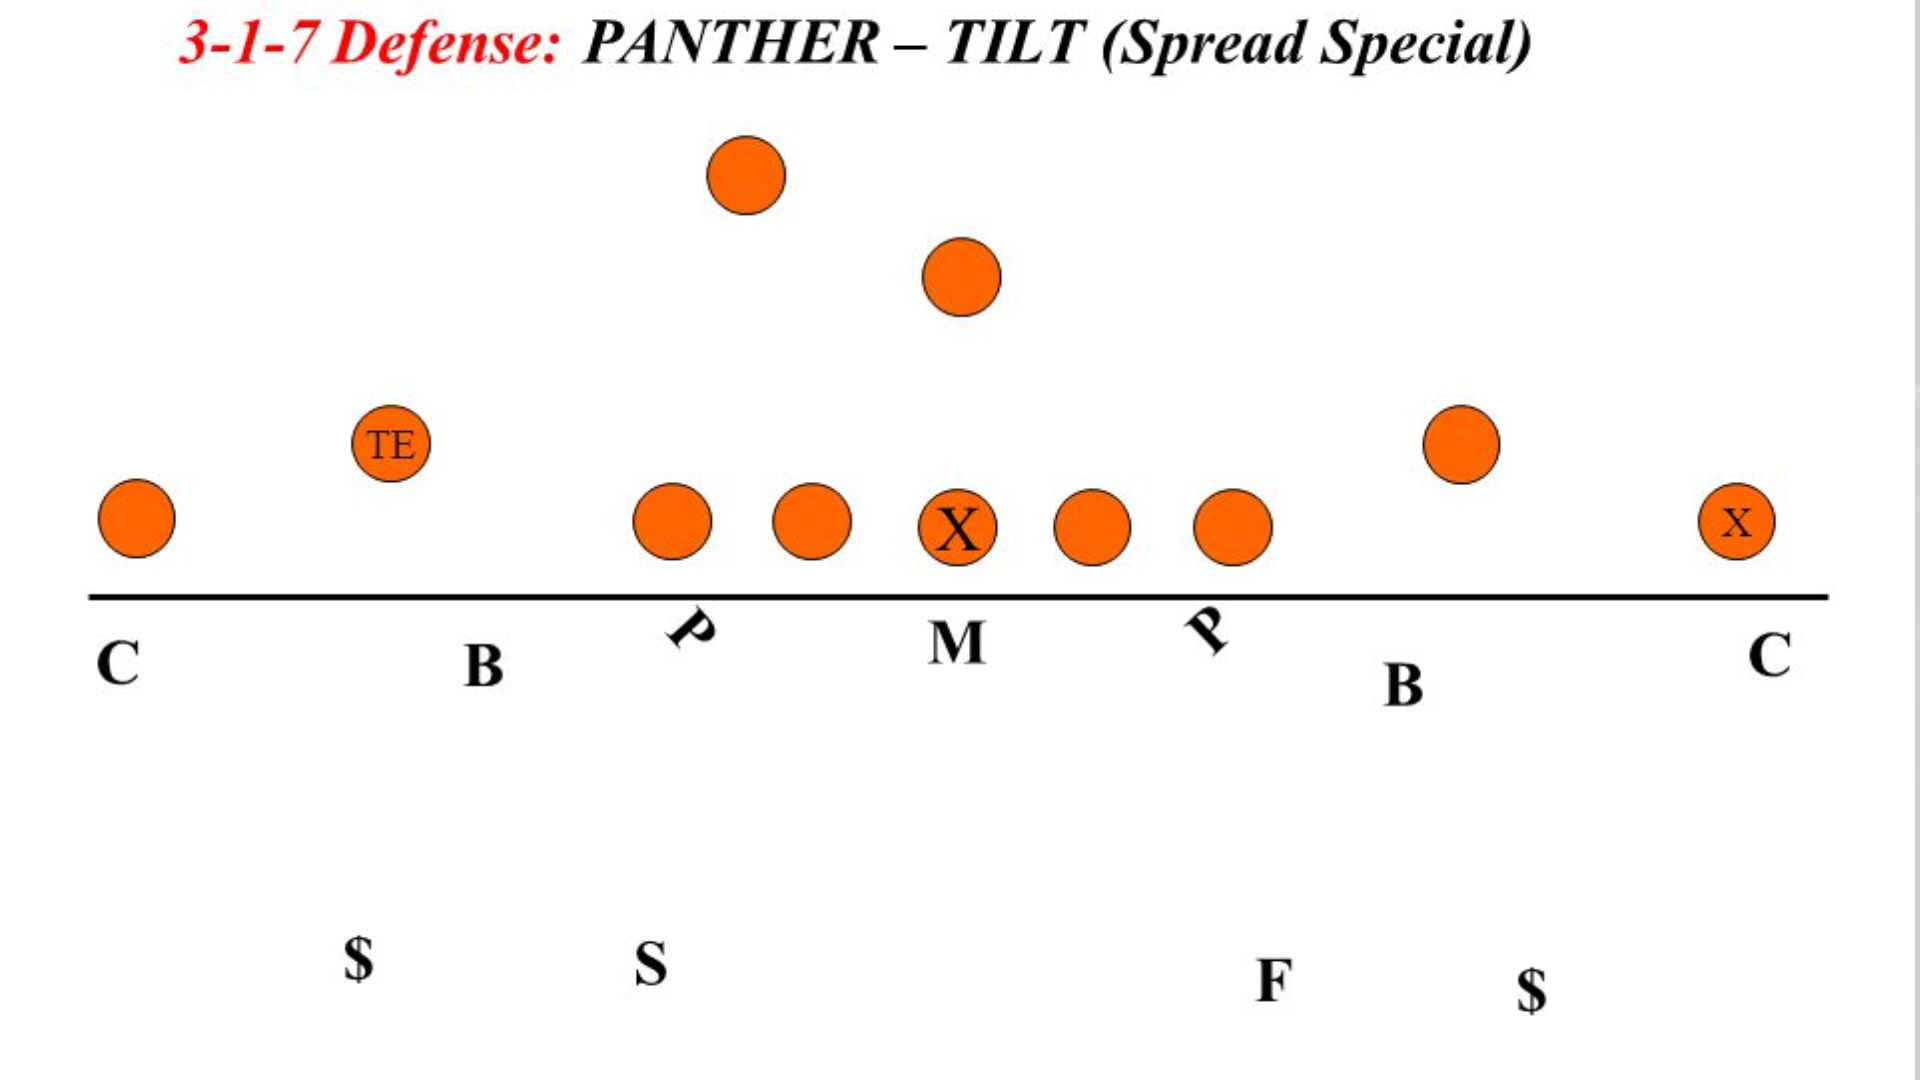 3-1-7 Defense: PANTHER – TILT (Spread Special)
TE
X X
P M P
C B B C
$ S F $